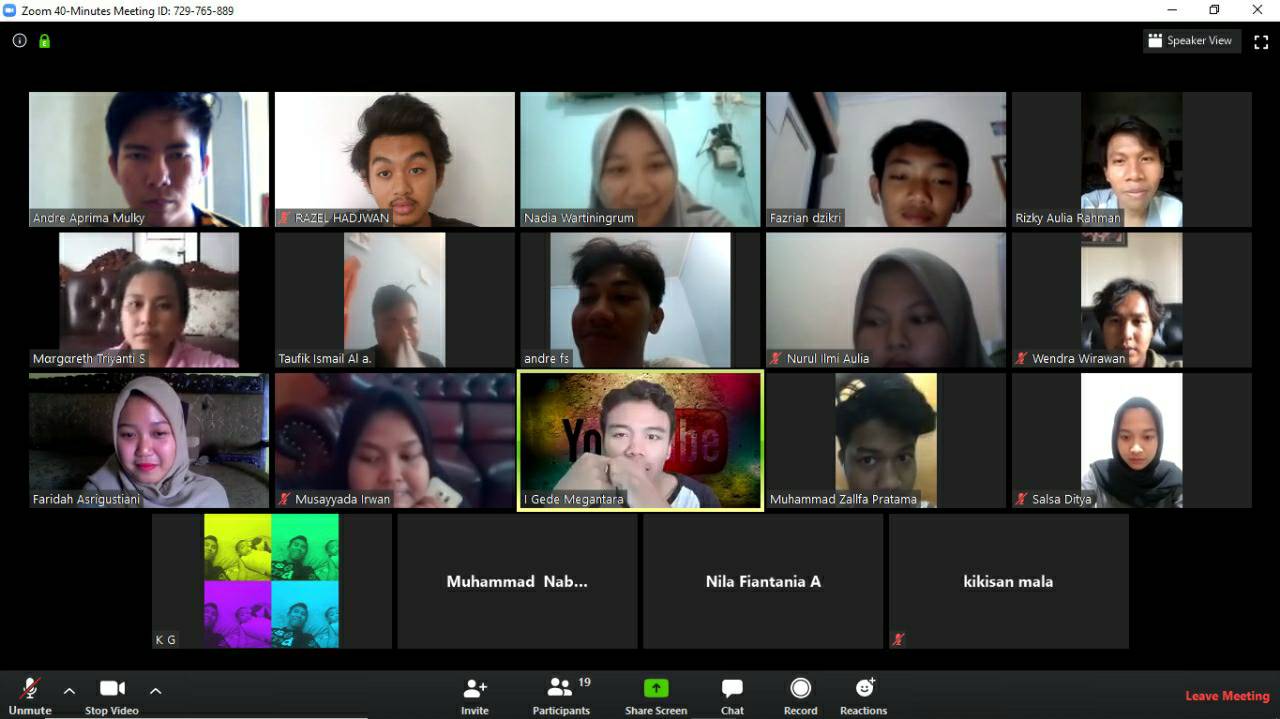 Zoom 40-Minutes Meeting ID: 729-765-889
Speaker View
Andre Aprima Mulky
RAZEL HADJWAN
Nadia Wartiningrum
Fazrian dzikri
Rizky Aulia Rahman
Margareth Triyanti S
Taufik Ismail Al a.
andre fs
Nurul Ilmi Aulia
Wendra Wirawan
Faridah Asrigustiani
Musayyada Irwan
I Gede Megantara
Muhammad Zallfa Pratama
Salsa Ditya
K G
Muhammad Nab...
Nila Fiantania A
kikisan mala
Unmute
Stop Video
Invite
Participants
19
Share Screen
Chat
Record
Reactions
Leave Meeting